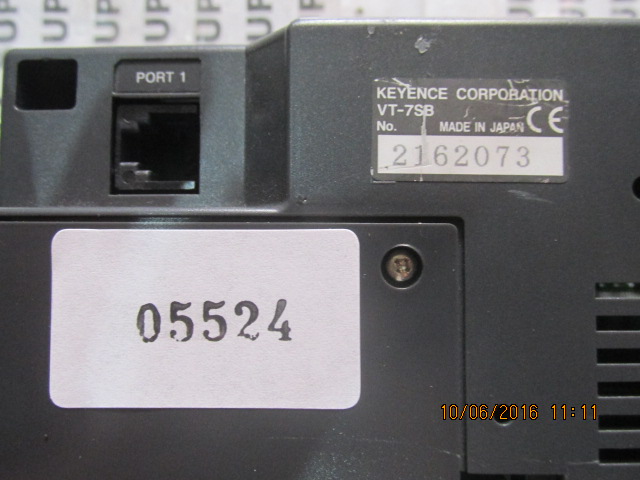 PORT 1
KEYENCE CORPORATION
VT-7SB
No. MADE IN JAPAN CE
2162073
05524
10/06/2016 11:11